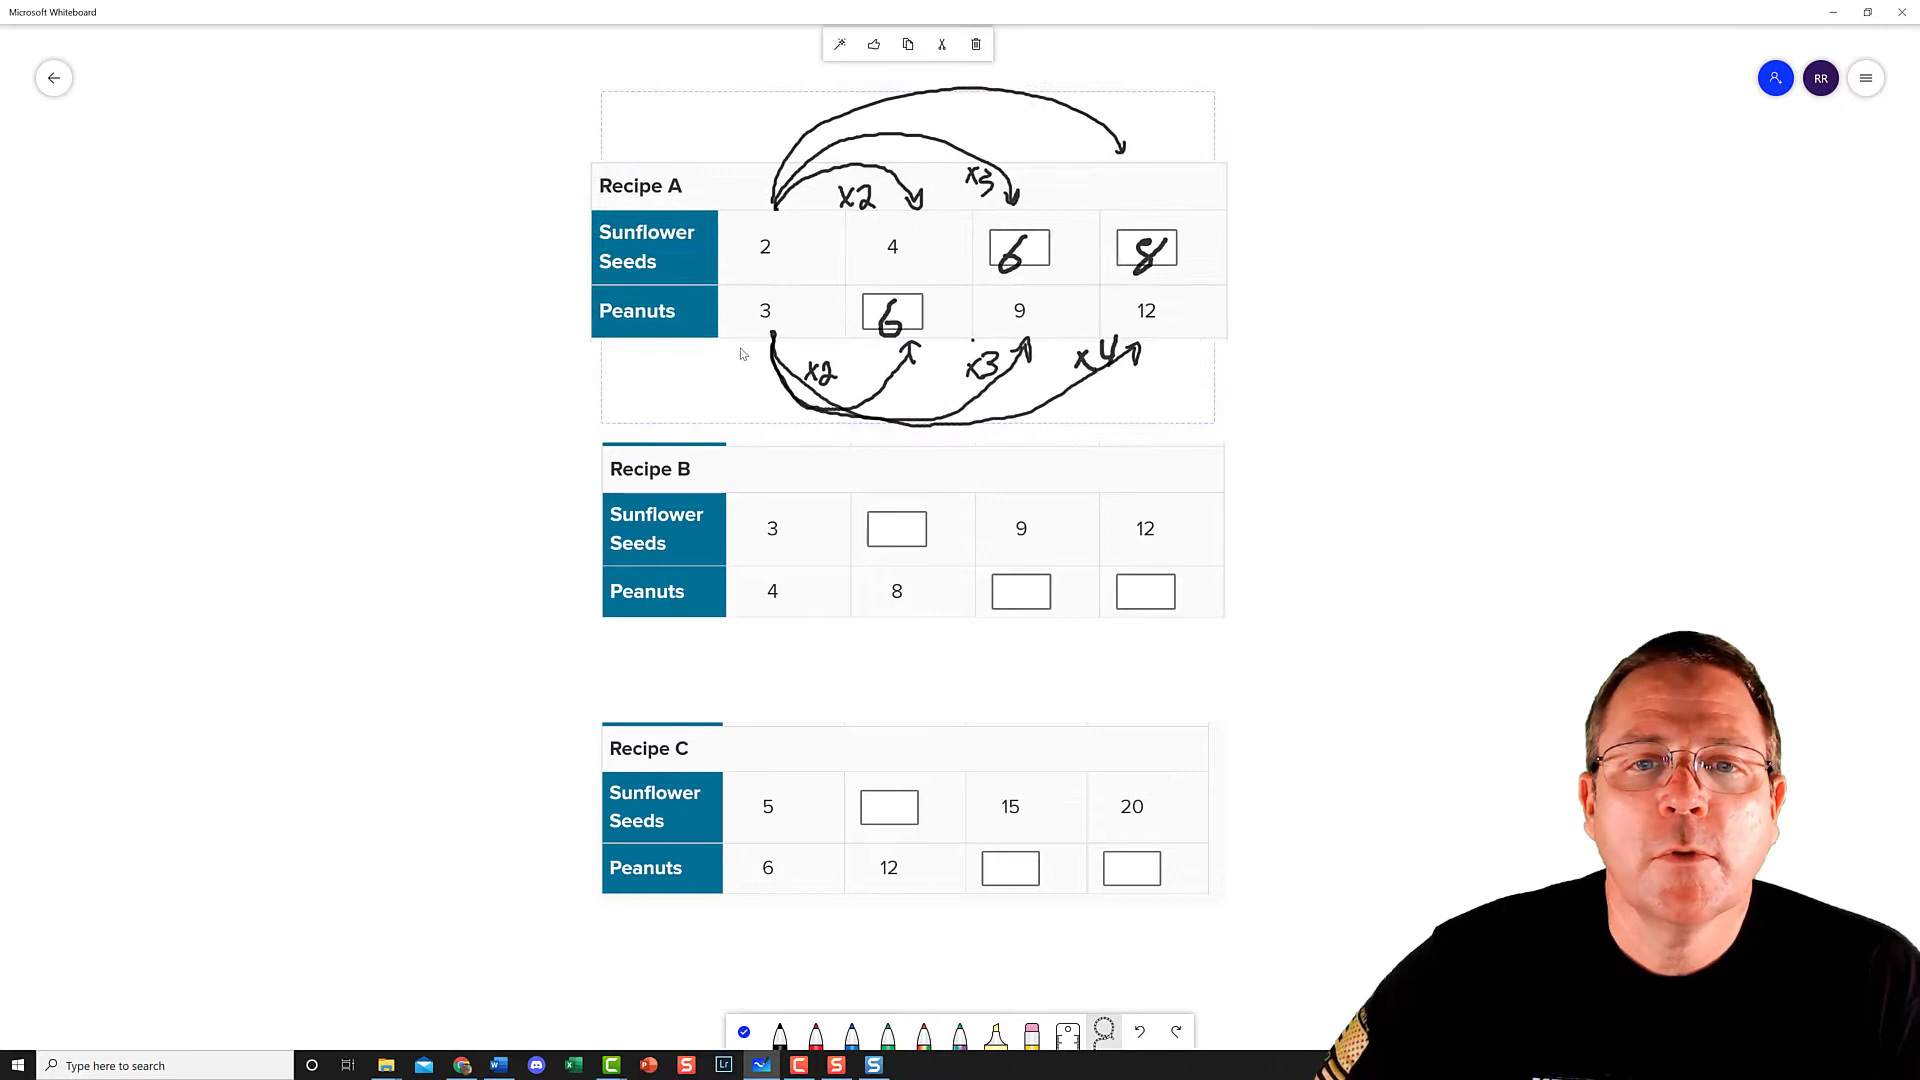 Microsoft Whiteboard
RR
x3
x2
Recipe A
Sunflower Seeds 2 4 6 8
Peanuts 3 6 9 12
x2 x3 x4
Recipe B
Sunflower Seeds 3 9 12
Peanuts 4 8
Recipe C
Sunflower Seeds 5 15 20
Peanuts 6 12
Type here to search